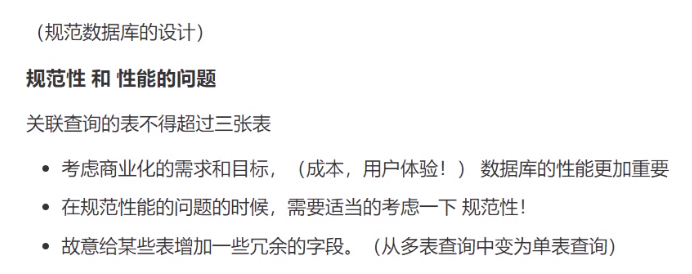 （规范数据库的设计）
规范性 和 性能的问题
关联查询的表不得超过三张表
• 考虑商业化的需求和目标，（成本，用户体验！） 数据库的性能更加重要
• 在规范性能的问题的时候，需要适当的考虑一下 规范性！
• 故意给某些表增加一些冗余的字段。（从多表查询中变为单表查询）